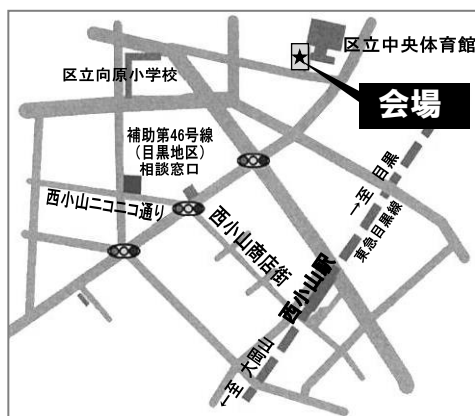 区立中央体育館
区立向原小学校
会場
補助第46号線
（目黒地区）
相談窓口
→至 目黒
西小山ニコニコ通り
東急目黒線
西小山商店街
西小山駅
←至 大岡山